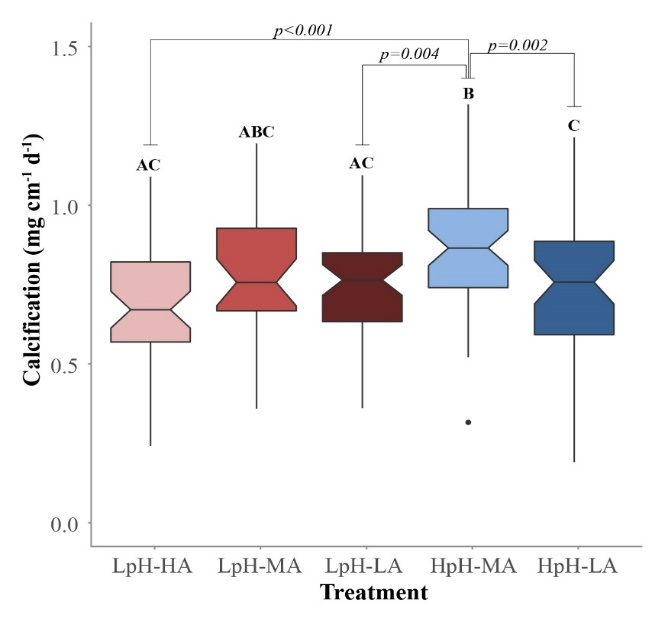 p<0.001
p=0.004
p=0.002
1.5
1.0
0.5
0.0
Calcification (mg cm⁻¹ d⁻¹)
AC
ABC
AC
B
C
LpH-HA LpH-MA LpH-LA HpH-MA HpH-LA
Treatment